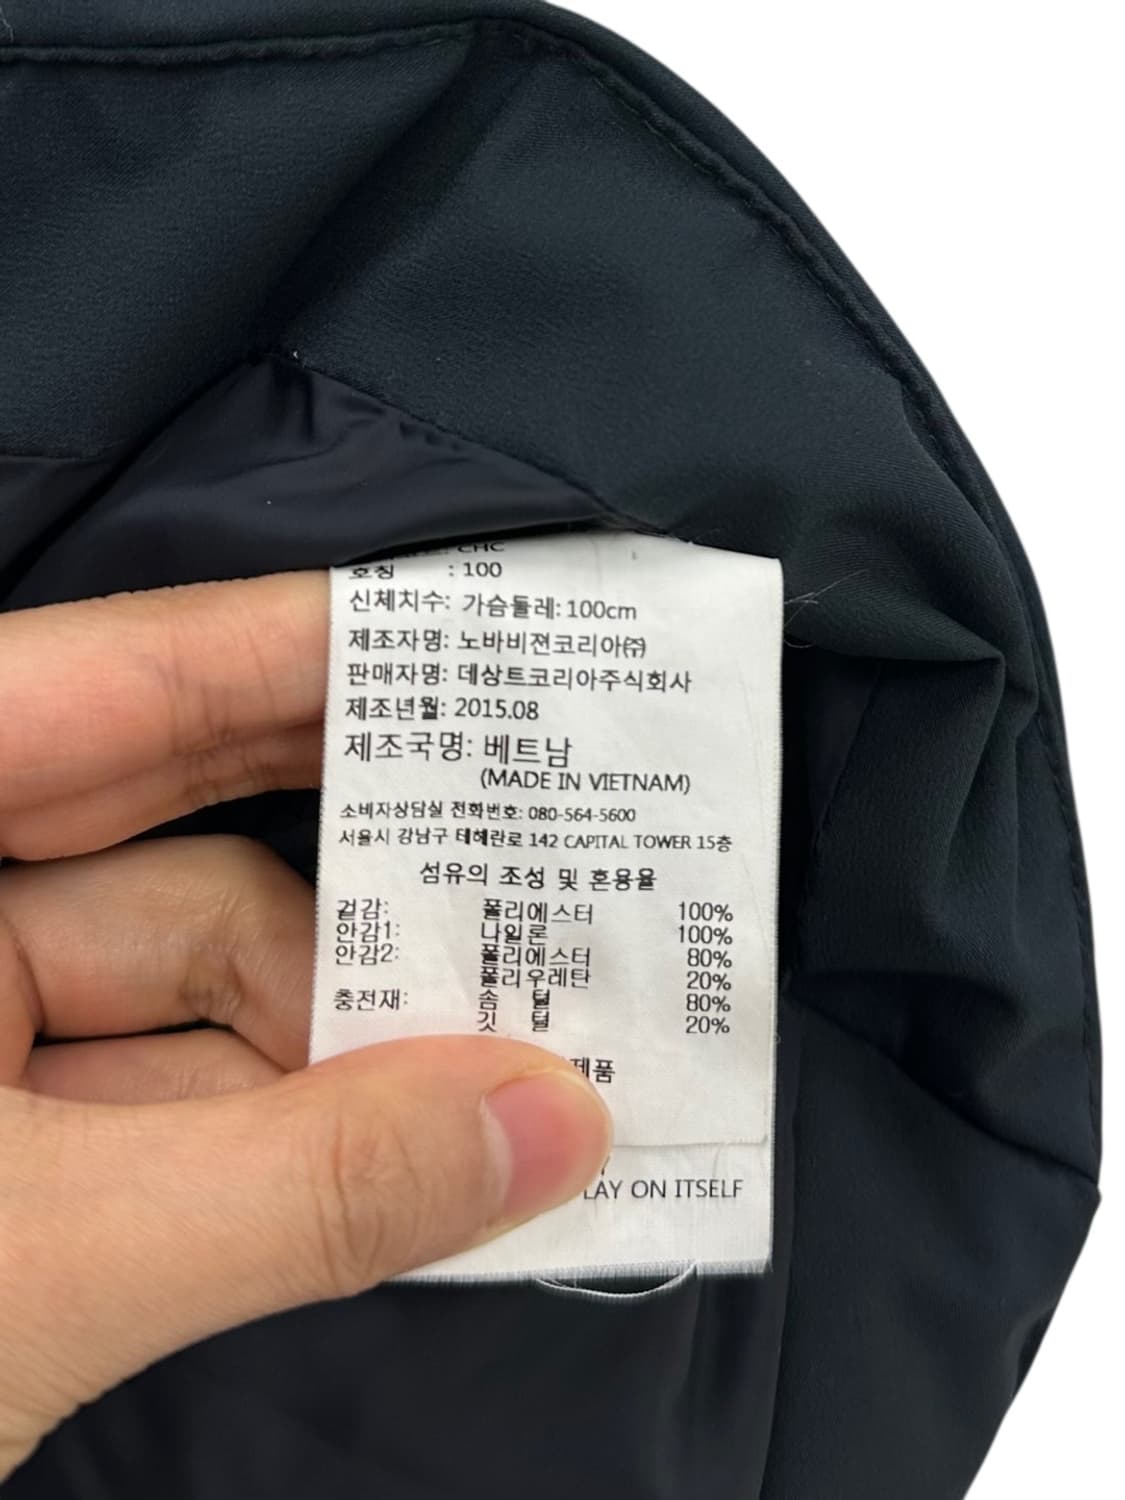 : CHC
호칭 : 100
신체치수: 가슴둘레: 100cm
제조자명: 노바비젼코리아㈜
판매자명: 데상트코리아주식회사
제조년월: 2015.08
제조국명: 베트남
(MADE IN VIETNAM)
소비자상담실 전화번호: 080-564-5600
서울시 강남구 테헤란로 142 CAPITAL TOWER 15층
섬유의 조성 및 혼용율
겉감: 폴리에스터 100%
안감1: 나일론 100%
안감2: 폴리에스터 80%
폴리우레탄 20%
충전재: 솜 털 80%
깃 털 20%
제품
LAY ON ITSELF